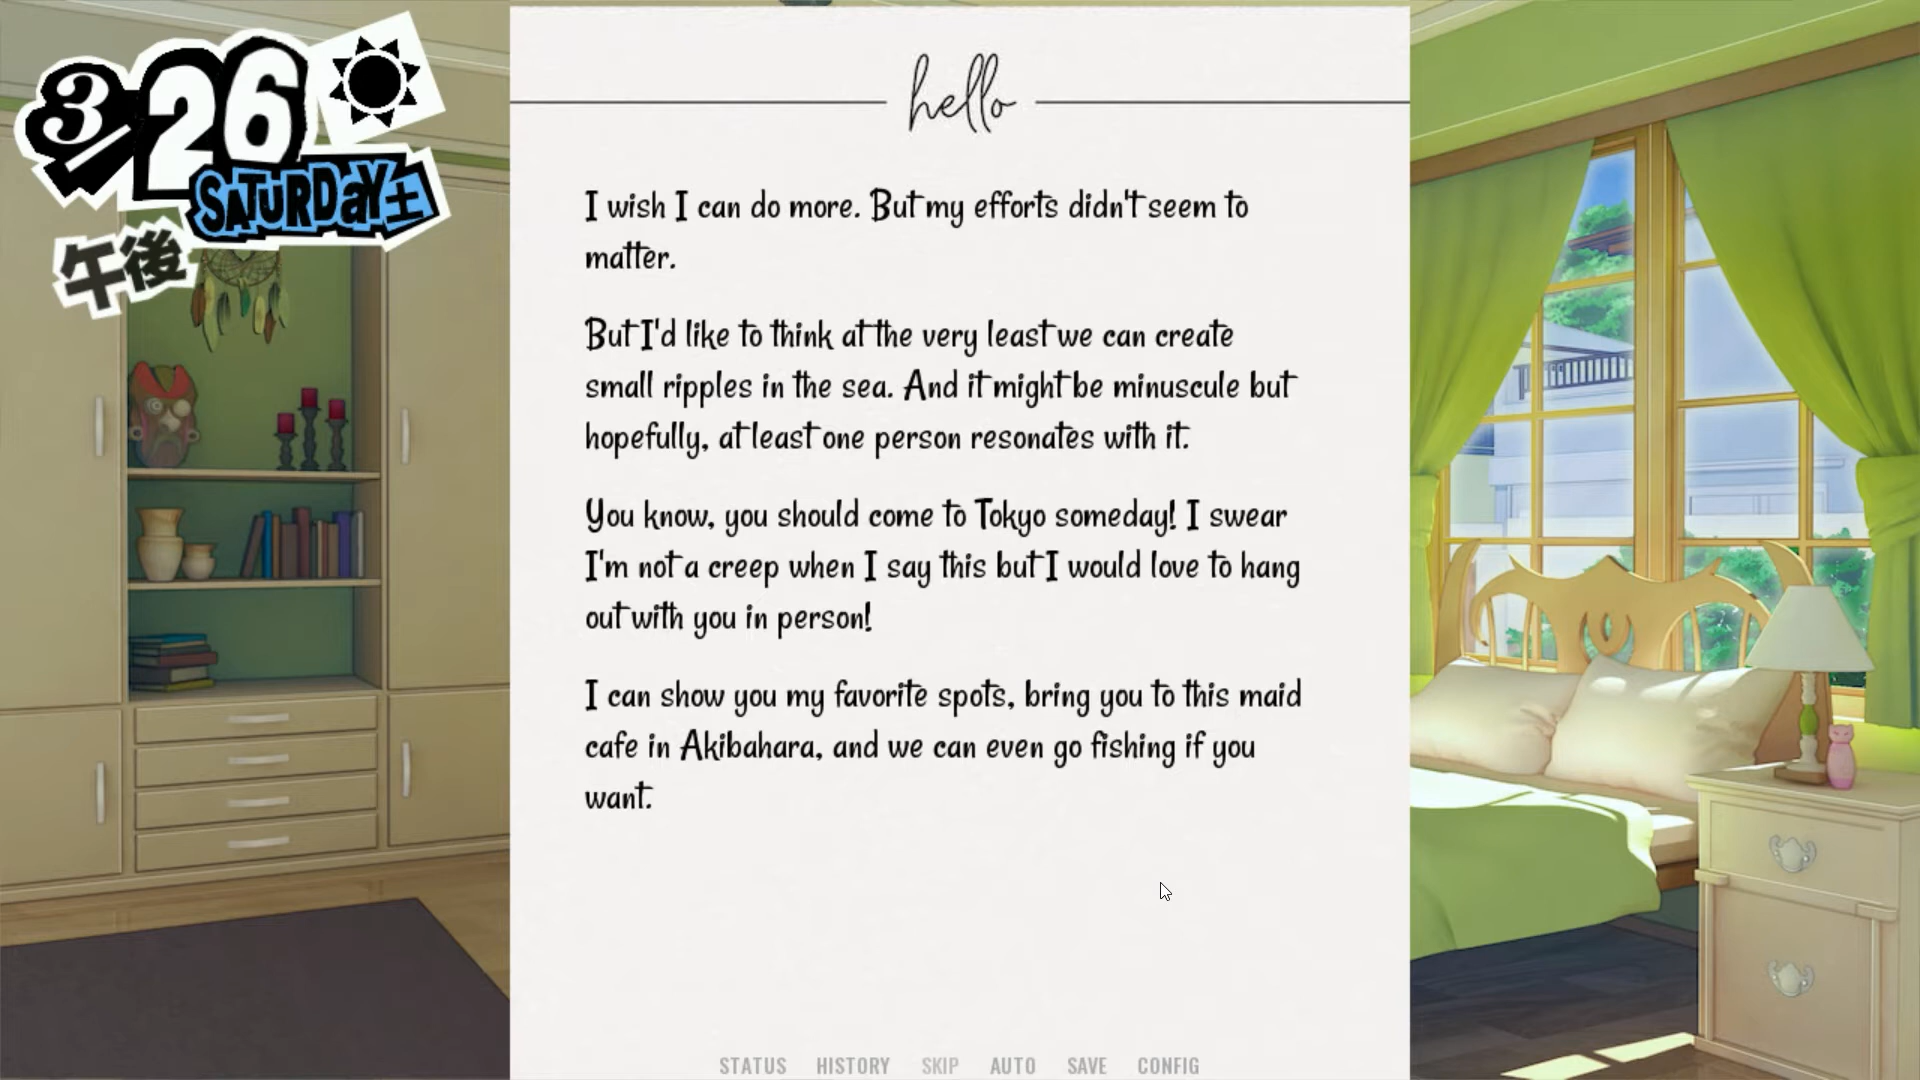 3/26
SATURDAY土
午後
hello
I wish I can do more. But my efforts didn't seem to
matter.
But I'd like to think at the very least we can create
small ripples in the sea. And it might be minuscule but
hopefully, at least one person resonates with it.
You know, you should come to Tokyo someday! I swear
I'm not a creep when I say this but I would love to hang
out with you in person!
I can show you my favorite spots, bring you to this maid
cafe in Akibahara, and we can even go fishing if you
want.
STATUS HISTORY SKIP AUTO SAVE CONFIG